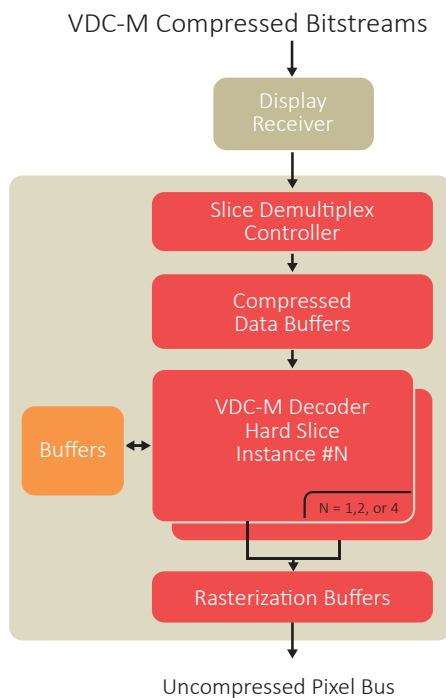 VDC-M Compressed Bitstreams
Display
Receiver
Slice Demultiplex
Controller
Compressed
Data Buffers
VDC-M Decoder
Hard Slice
Instance #N
N = 1,2, or 4
Buffers
Rasterization Buffers
Uncompressed Pixel Bus